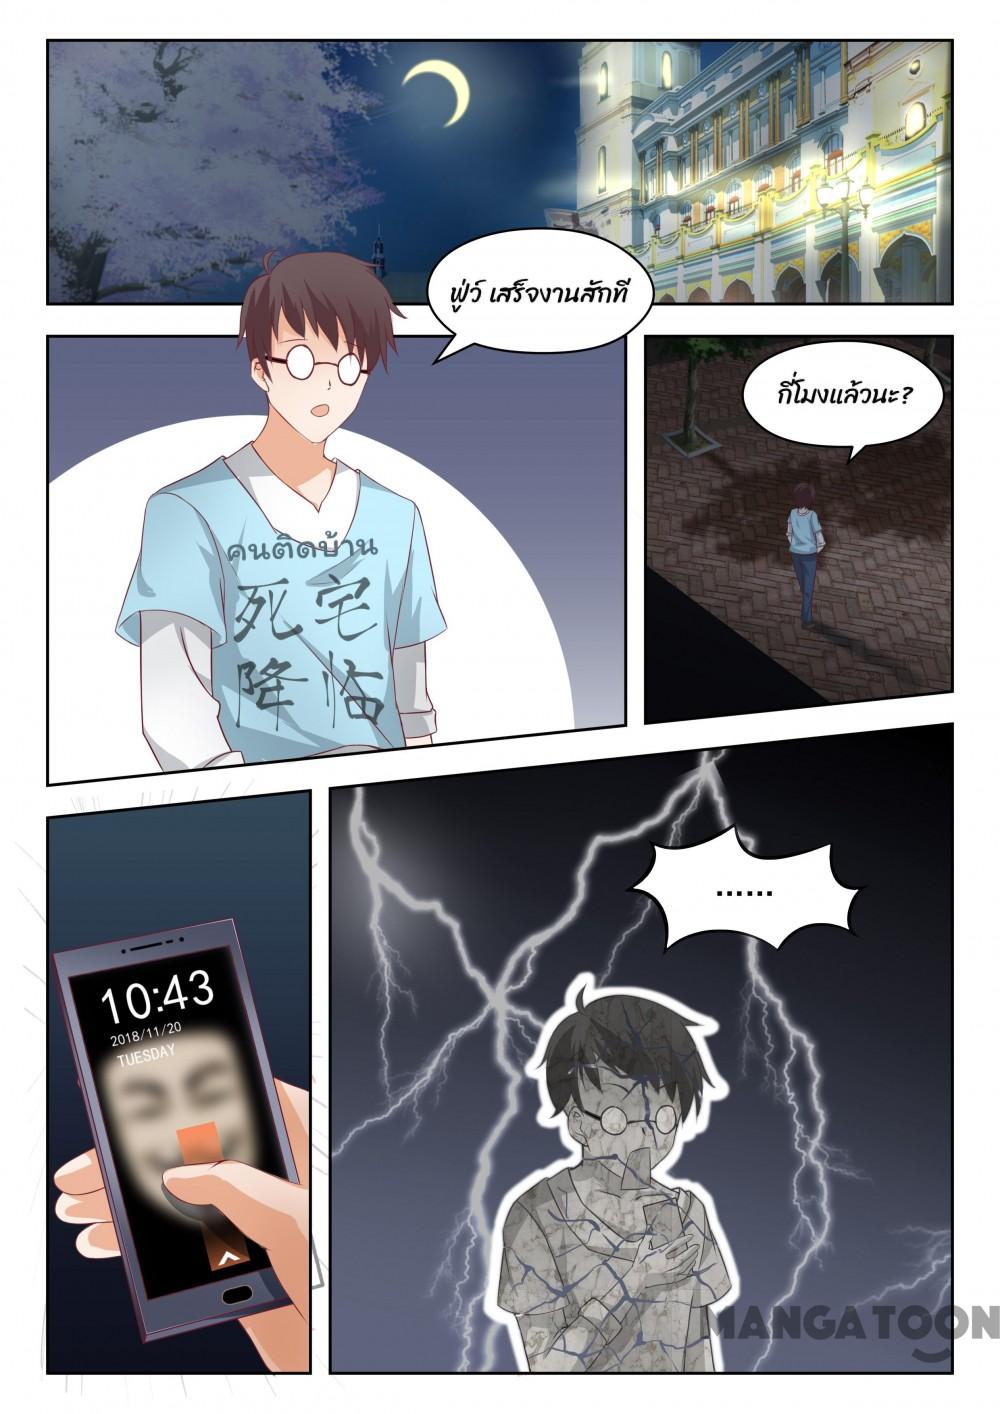 ฟู่ว์ เสร็จงานสักที
กี่โมงแล้วนะ?
คนติดบ้าน
死宅
降临
......
10:43
2018/11/20
TUESDAY
MANGATOON